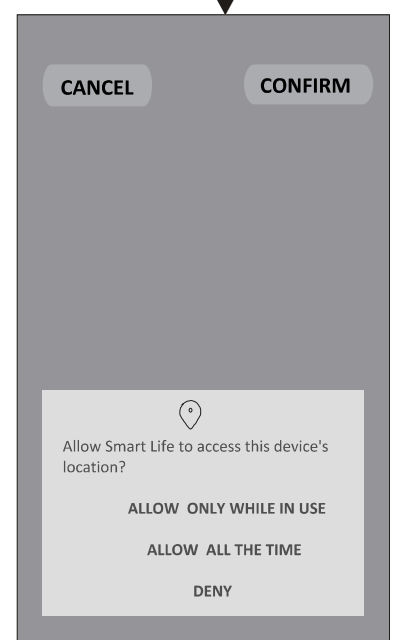 CANCEL
CONFIRM
Allow Smart Life to access this device's
location?
ALLOW ONLY WHILE IN USE
ALLOW ALL THE TIME
DENY